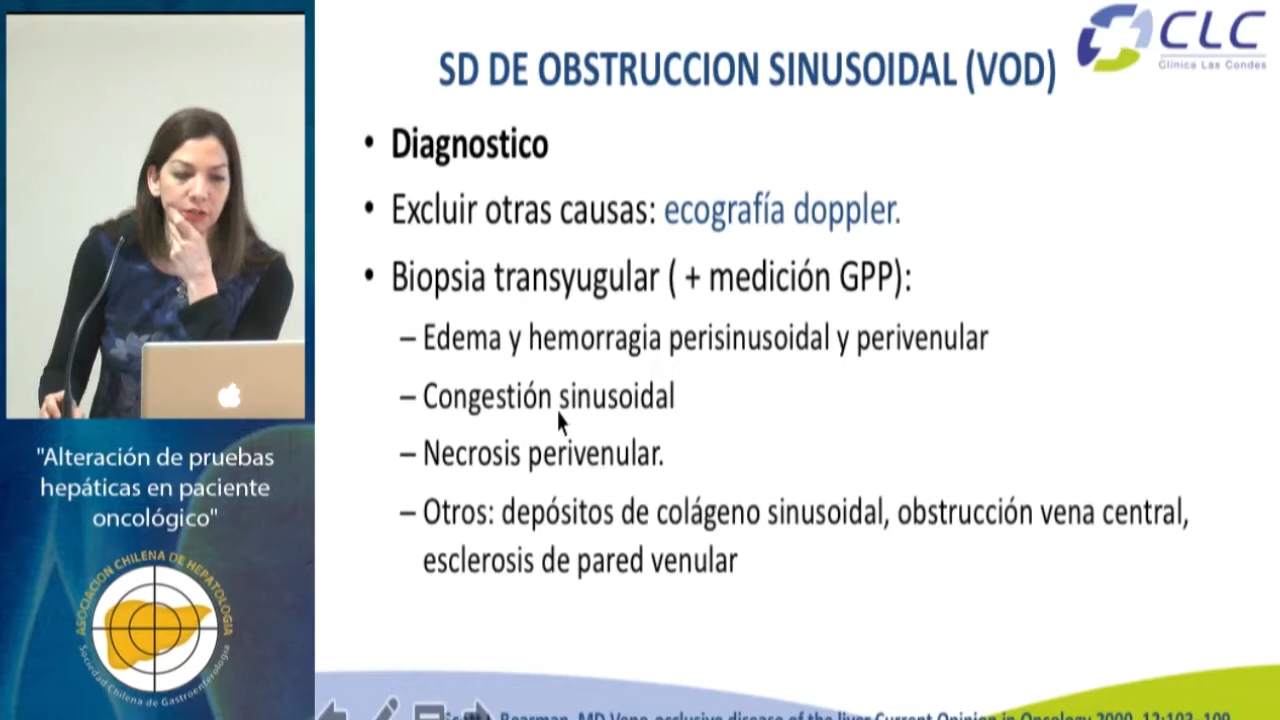 SD DE OBSTRUCCION SINUSOIDAL (VOD)
CLC
Clínica Las Condes
• Diagnostico
• Excluir otras causas: ecografía doppler.
• Biopsia transyugular ( + medición GPP):
– Edema y hemorragia perisinusoidal y perivenular
– Congestión sinusoidal
– Necrosis perivenular.
– Otros: depósitos de colágeno sinusoidal, obstrucción vena central,
esclerosis de pared venular
"Alteración de pruebas
hepáticas en paciente
oncológico"
ASOCIACION CHILENA DE HEPATOLOGIA
Sociedad Chilena de Gastroenterología
Bearman, MD Veno-occlusive disease of the liver Current Opinion in Oncology 2000, 12:103-109